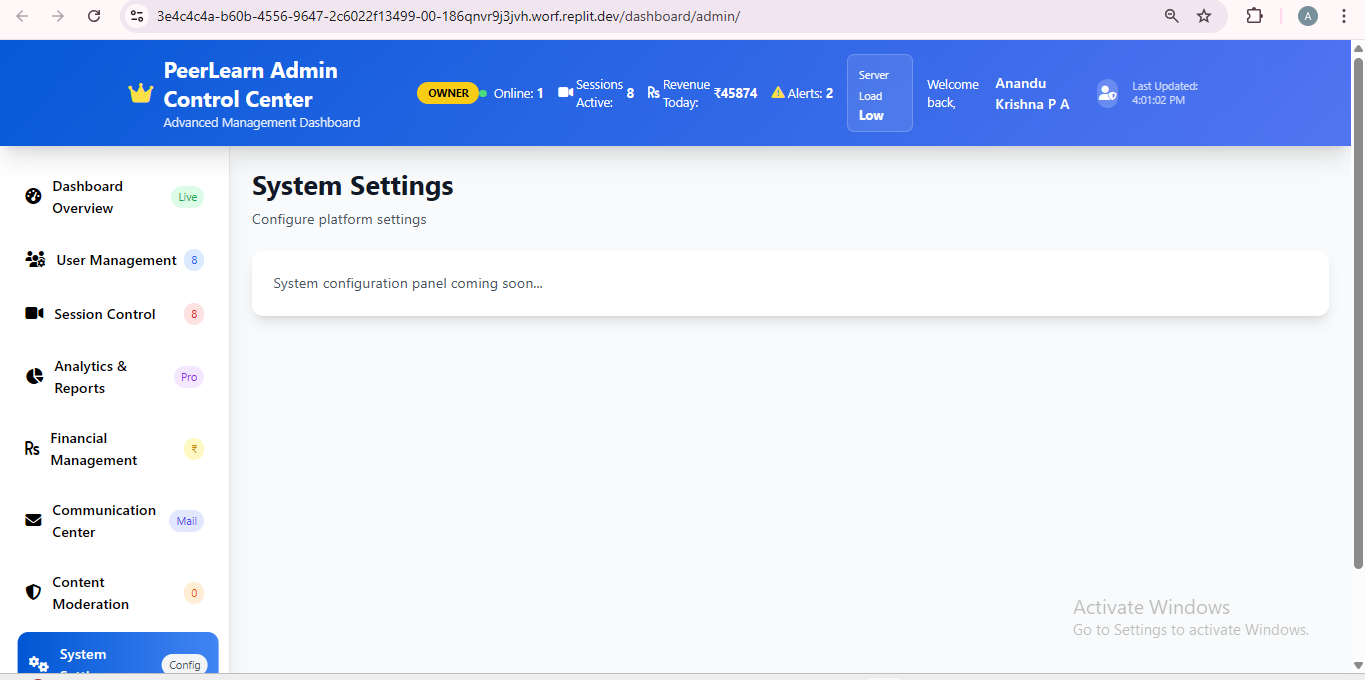 3e4c4c4a-b60b-4556-9647-2c6022f13499-00-186qnvr9j3jvh.worf.replit.dev/dashboard/admin/
A
PeerLearn Admin
Control Center
Advanced Management Dashboard
OWNER
Online: 1
Sessions
Active:
8
Rs
Revenue
Today:
₹45874
Alerts: 2
Server
Load
Low
Welcome
back,
Anandu
Krishna P A
Last Updated:
4:01:02 PM
Dashboard
Overview
Live
User Management
8
Session Control
8
Analytics &
Reports
Pro
Rs
Financial
Management
₹
Communication
Center
Mail
Content
Moderation
0
System
Config
System Settings
Configure platform settings
System configuration panel coming soon...
Activate Windows
Go to Settings to activate Windows.